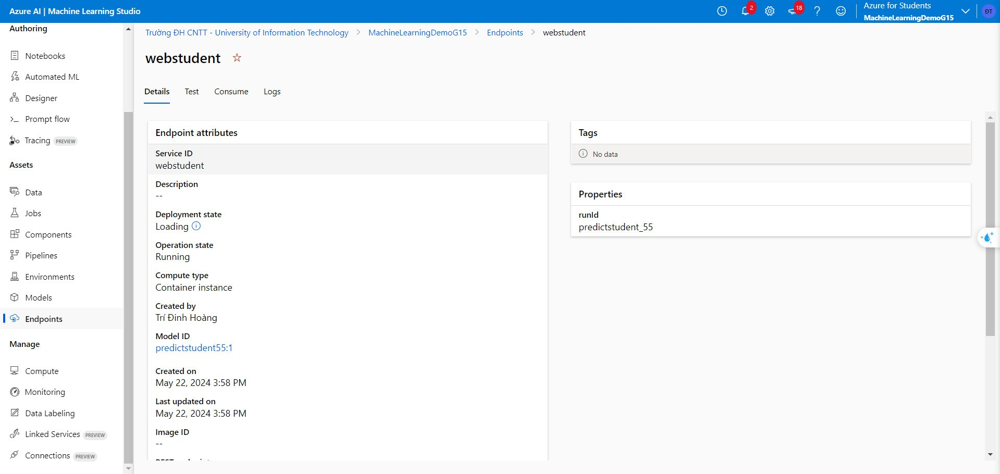 Azure AI | Machine Learning Studio
2
18
Azure for Students
MachineLearningDemoG15
ĐT
Authoring
Notebooks
Automated ML
Designer
Prompt flow
Tracing PREVIEW
Assets
Data
Jobs
Components
Pipelines
Environments
Models
Endpoints
Manage
Compute
Monitoring
Data Labeling
Linked Services PREVIEW
Connections PREVIEW
Trường ĐH CNTT - University of Information Technology > MachineLearningDemoG15 > Endpoints > webstudent
webstudent
Details Test Consume Logs
Endpoint attributes
Service ID
webstudent
Description
--
Deployment state
Loading
Operation state
Running
Compute type
Container instance
Created by
Trí Đinh Hoàng
Model ID
predictstudent55:1
Created on
May 22, 2024 3:58 PM
Last updated on
May 22, 2024 3:58 PM
Image ID
--
Tags
No data
Properties
runId
predictstudent_55